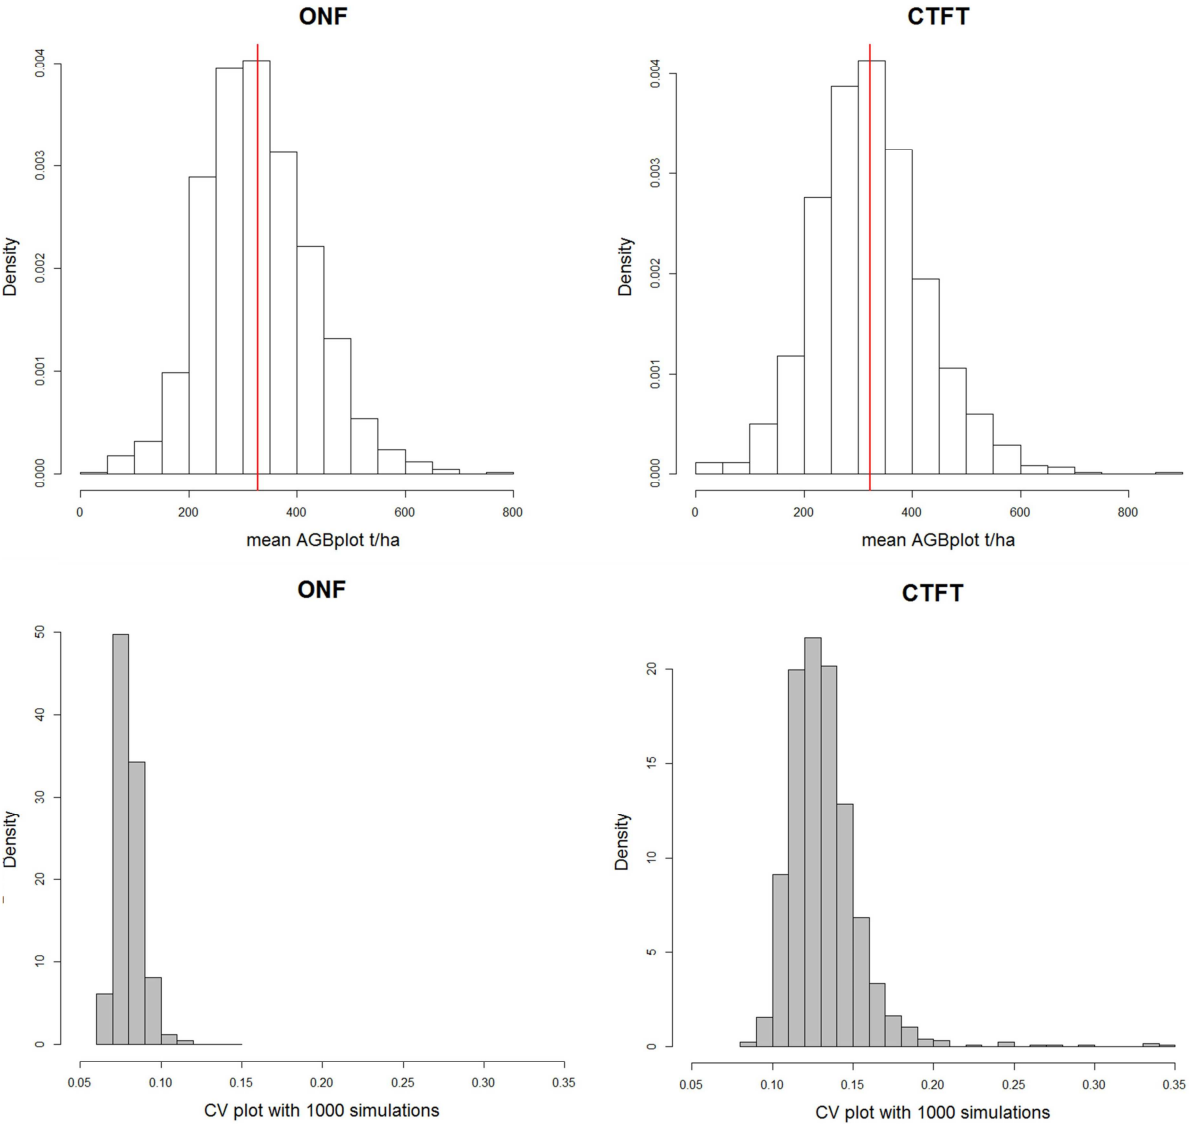 ONF
CTFT
Density
0.004
0.003
0.002
0.001
0.000
0 200 400 600 800
mean AGBplot t/ha
Density
0.004
0.003
0.002
0.001
0.000
0 200 400 600 800
mean AGBplot t/ha
ONF
CTFT
Density
50
40
30
20
10
0
0.05 0.10 0.15 0.20 0.25 0.30 0.35
CV plot with 1000 simulations
Density
20
15
10
5
0
0.05 0.10 0.15 0.20 0.25 0.30 0.35
CV plot with 1000 simulations